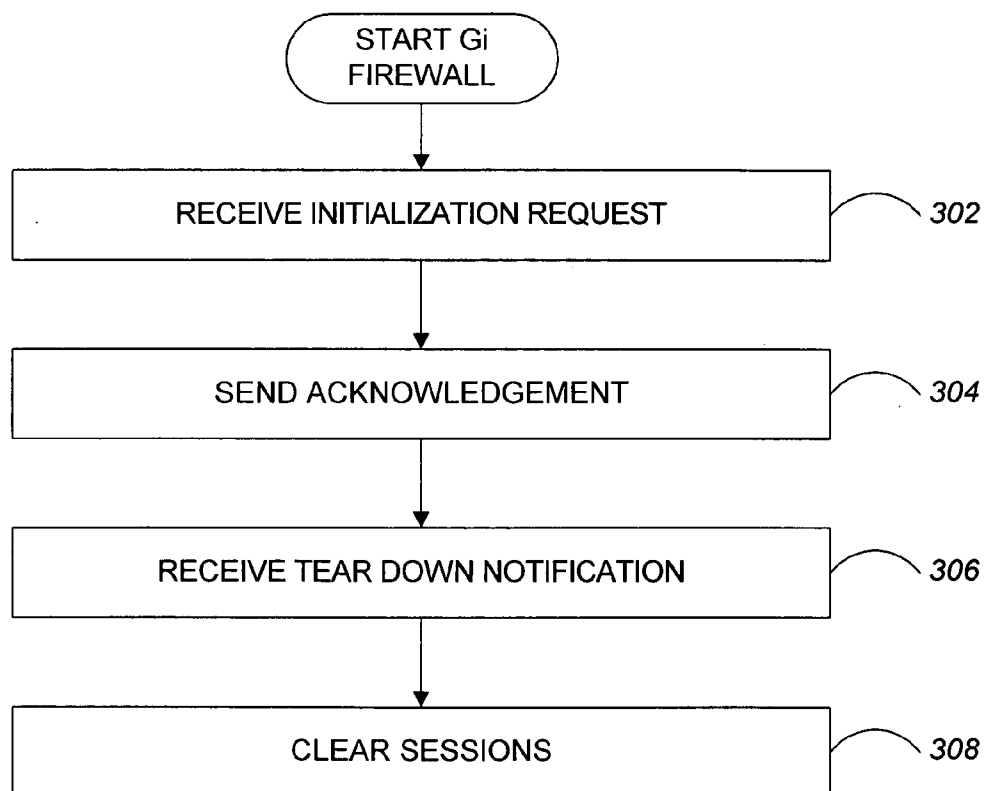 START Gi
FIREWALL
RECEIVE INITIALIZATION REQUEST
302
SEND ACKNOWLEDGEMENT
304
RECEIVE TEAR DOWN NOTIFICATION
306
CLEAR SESSIONS
308